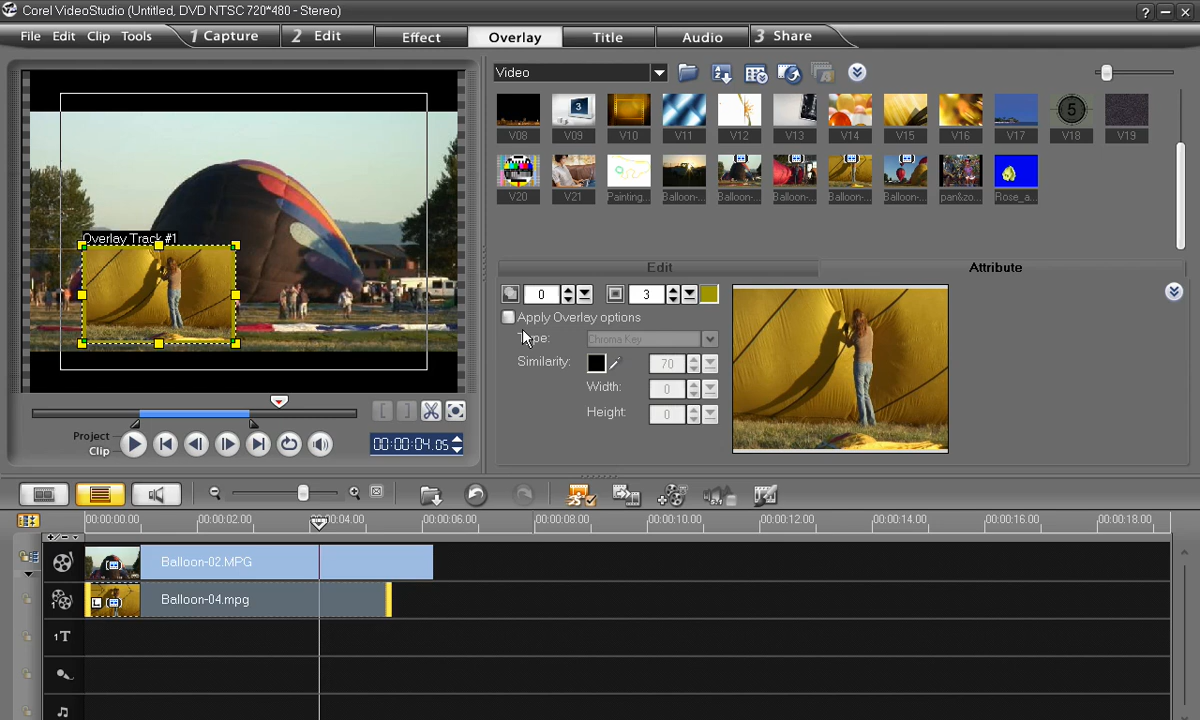 Corel VideoStudio (Untitled, DVD NTSC 720*480 - Stereo)
File Edit Clip Tools 1 Capture 2 Edit Effect Overlay Title Audio 3 Share
Video
V08 V09 V10 V11 V12 V13 V14 V15 V16 V17 V18 V19
V20 V21 Painting... Balloon-... Balloon-... Balloon-... Balloon-... Balloon-... pan&zo... Rose_a...
Overlay Track #1
Edit Attribute
0 3
Apply Overlay options
Type: Chroma Key
Similarity: 70
Width: 0
Height: 0
Project
Clip
00:00:04.05
00:00:00.00 00:00:02.00 00:00:04.00 00:00:06.00 00:00:08.00 00:00:10.00 00:00:12.00 00:00:14.00 00:00:16.00 00:00:18.00
Balloon-02.MPG
1 Balloon-04.mpg
1T